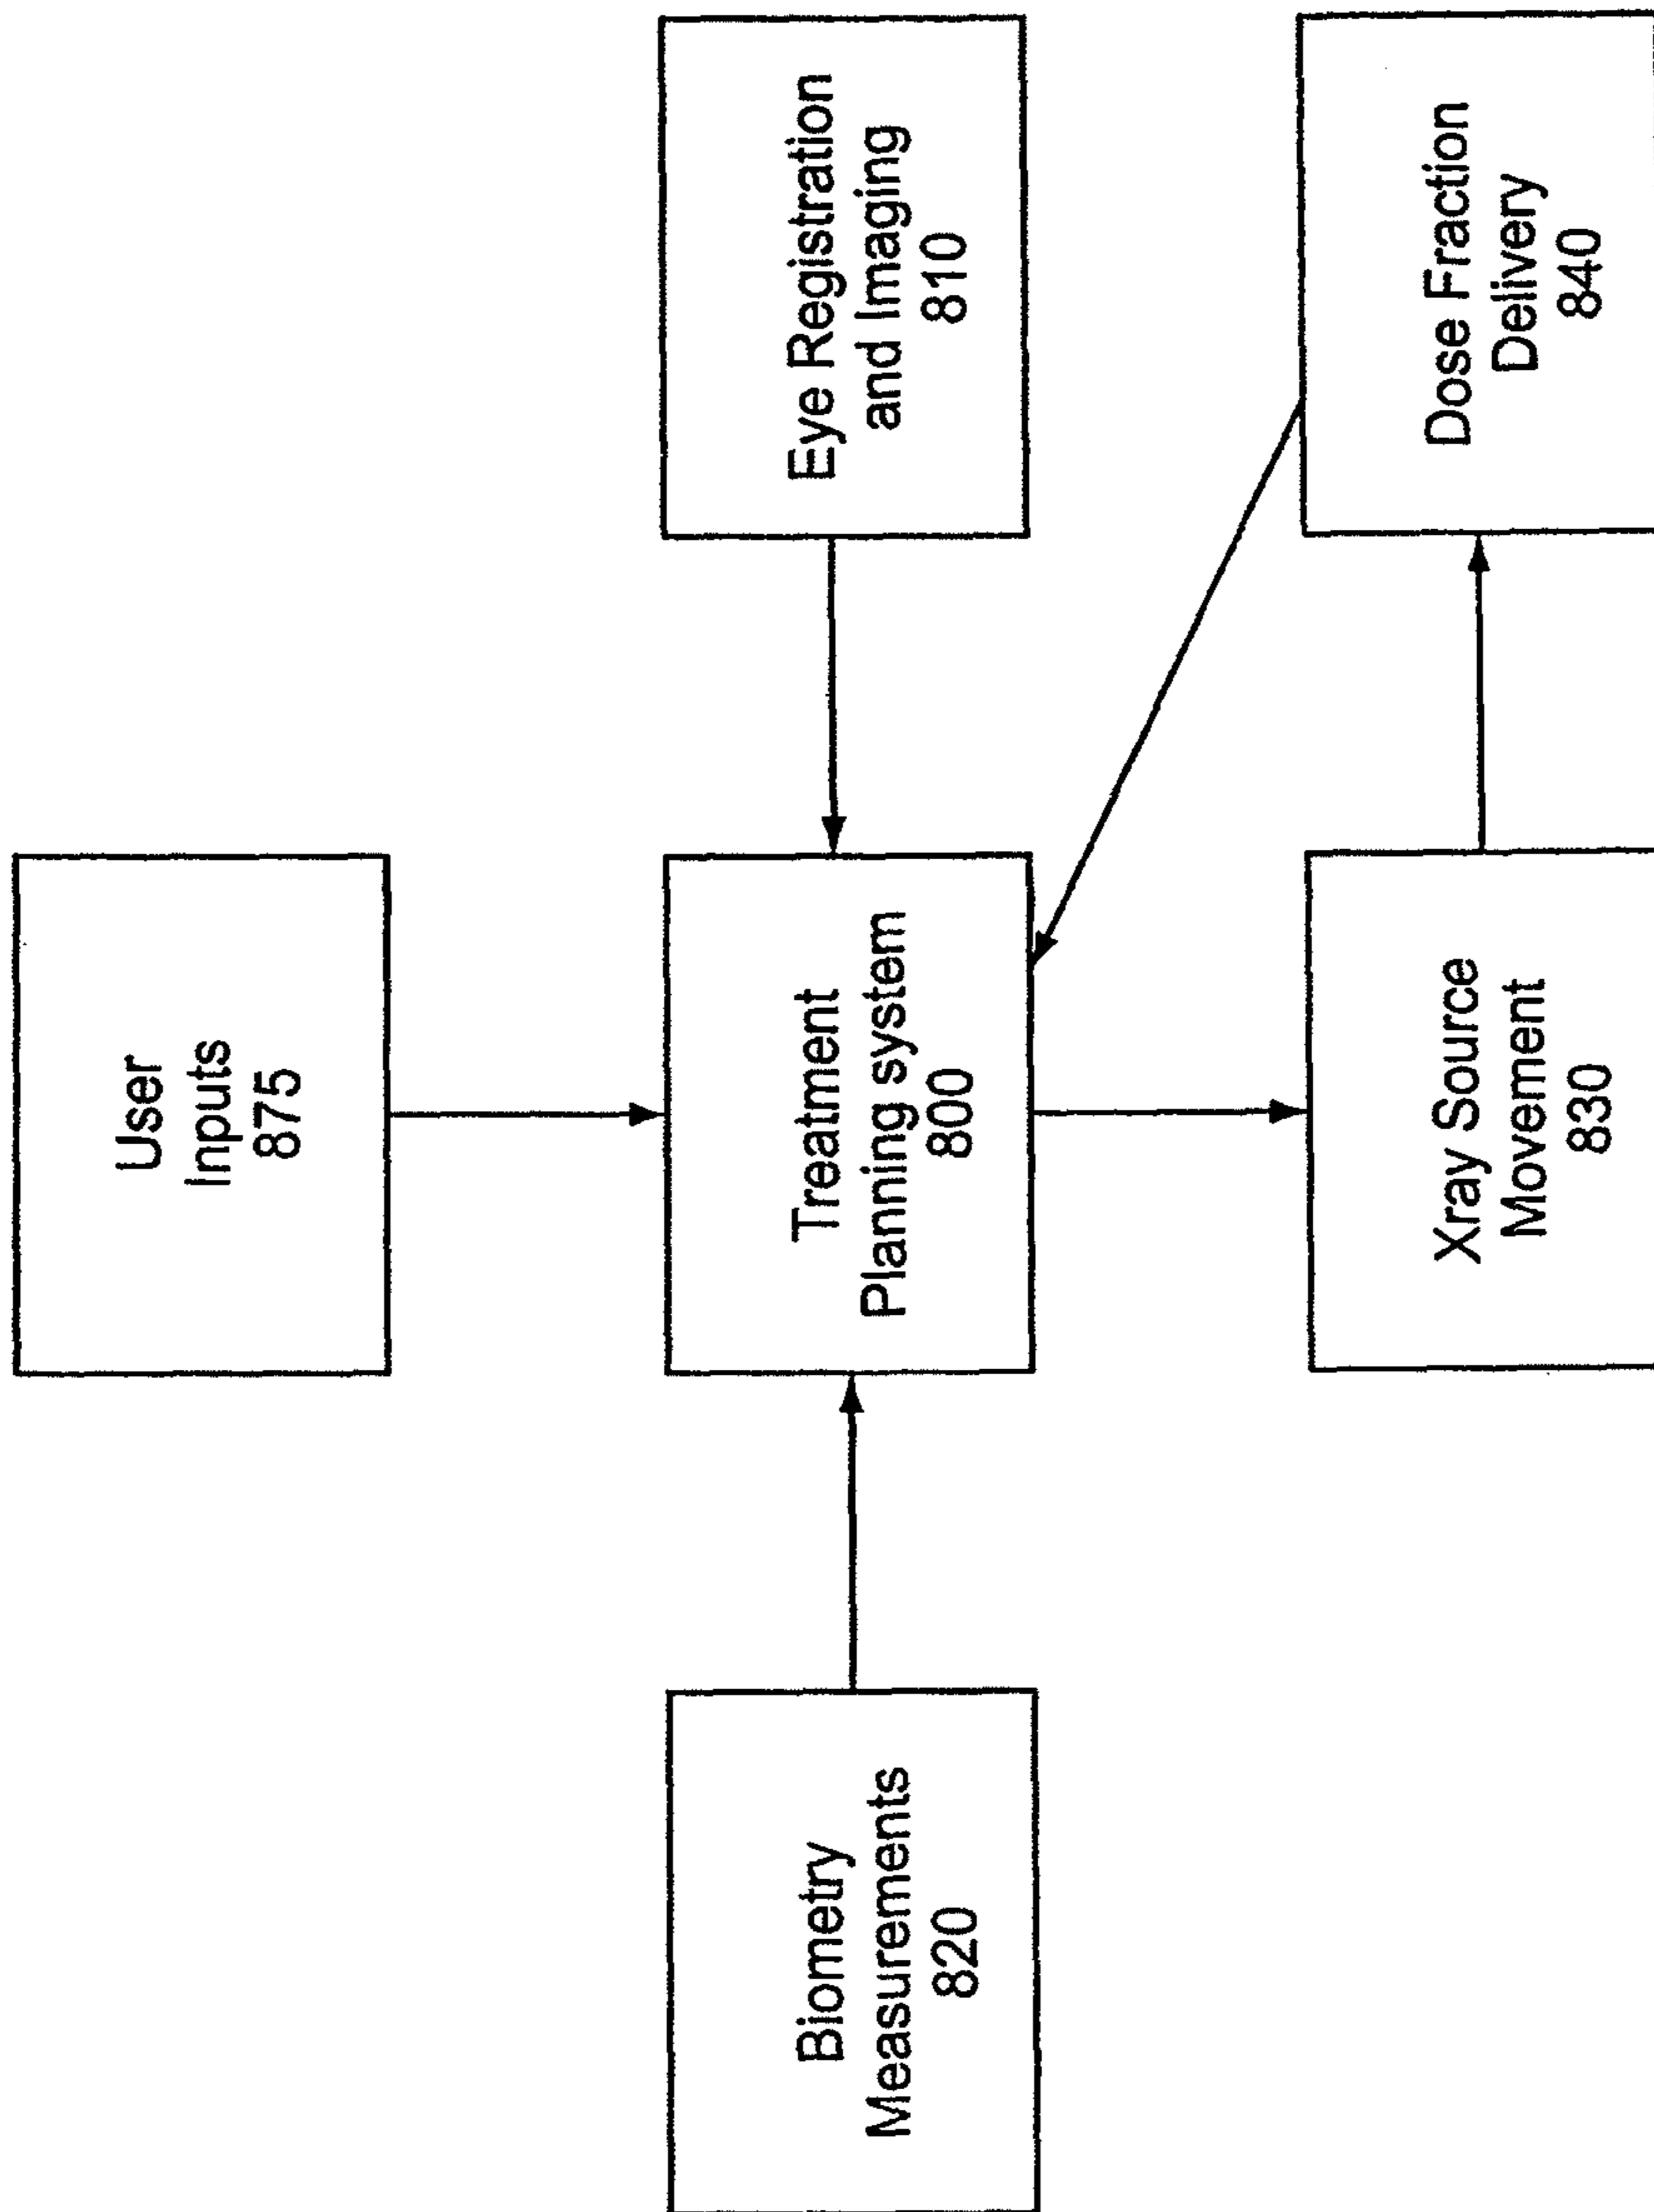 User
Inputs
875
Biometry
Measurements
820
Treatment
Planning system
800
Eye Registration
and Imaging
810
Xray Source
Movement
830
Dose Fraction
Delivery
840